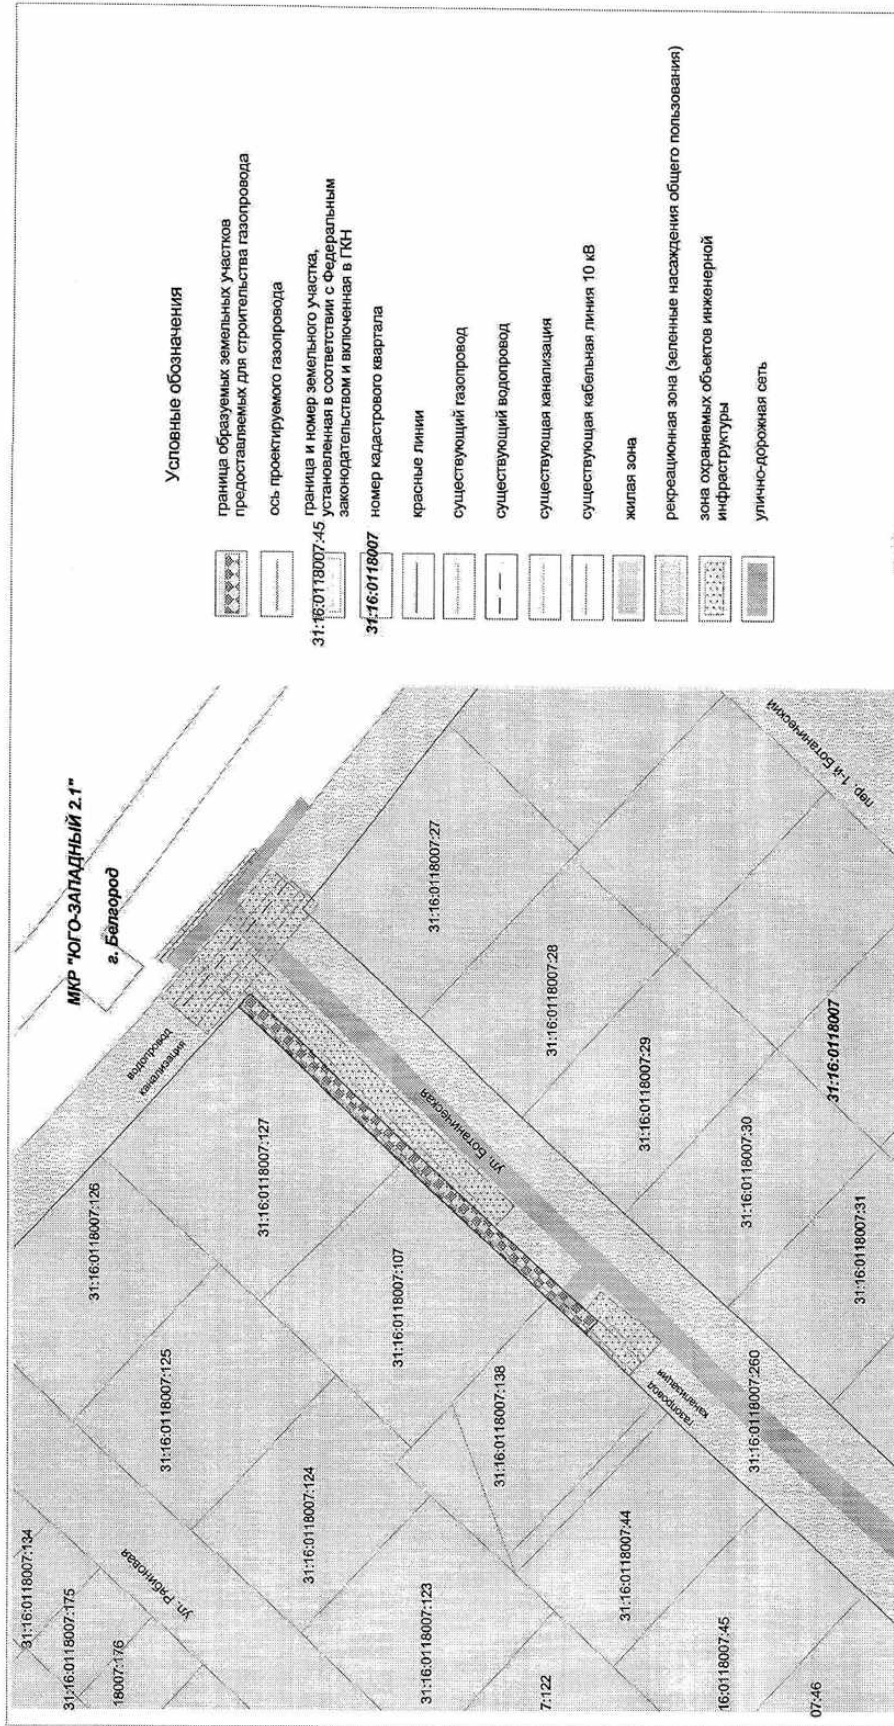 МКР "ЮГО-ЗАПАДНЫЙ 2.1"
г. Белгород
водопровод
канализация
31:16:0118007:134
31:16:0118007:175
18007:176
ул. Рябиновая
31:16:0118007:126
31:16:0118007:125
31:16:0118007:127
31:16:0118007:124
31:16:0118007:107
31:16:0118007:123
31:16:0118007:138
7:122
31:16:0118007:44
16:0118007:45
07:46
газопровод
канализации
31:16:0118007:260
ул. Ботаническая
31:16:0118007:27
31:16:0118007:28
31:16:0118007:29
31:16:0118007:30
31:16:0118007:31
31:16:0118007
пер. 1-й Ботанический
Условные обозначения
граница образуемых земельных участков
предоставляемых для строительства газопровода
ось проектируемого газопровода
31:16:0118007:45
граница и номер земельного участка,
установленная в соответствии с Федеральным
законодательством и включенная в ГКН
31:16:0118007
номер кадастрового квартала
красные линии
существующий газопровод
существующий водопровод
существующая канализация
существующая кабельная линия 10 кВ
жилая зона
рекреационная зона (зеленные насаждения общего пользования)
зона охраняемых объектов инженерной
инфраструктуры
улично-дорожная сеть